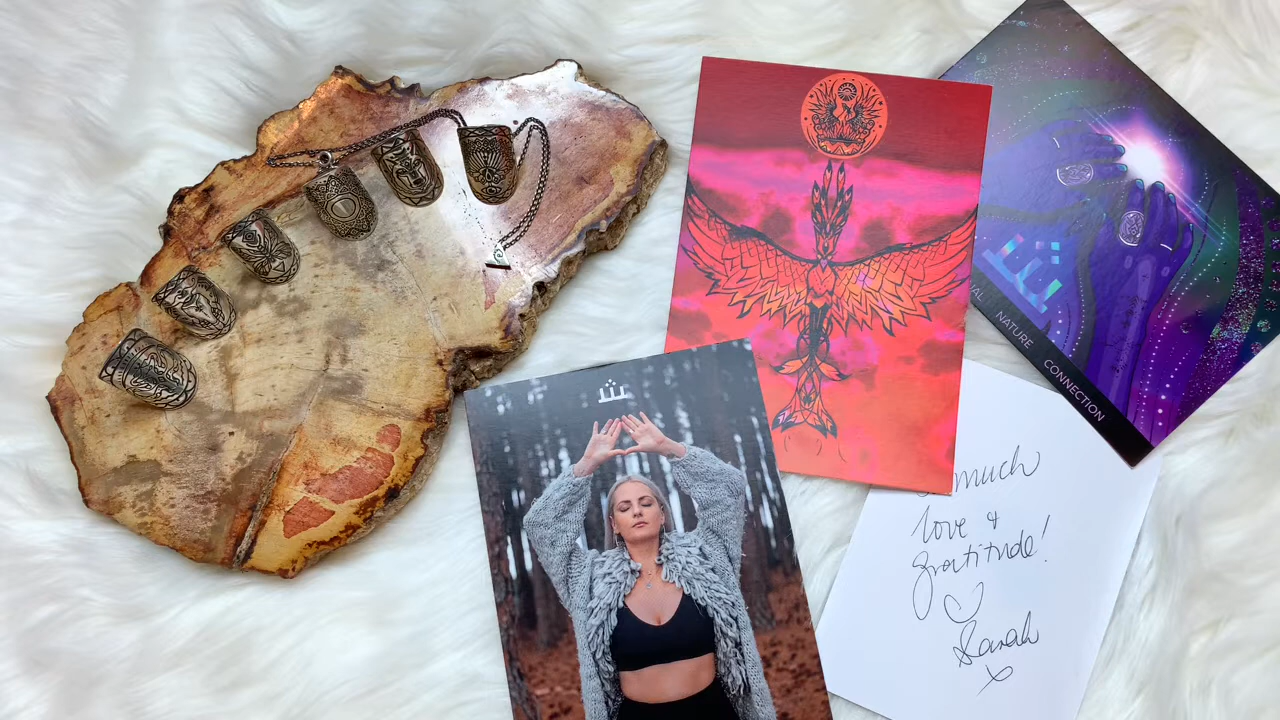 NATURE
CONNECTION
much
love &
gratitude!
Sarah
x